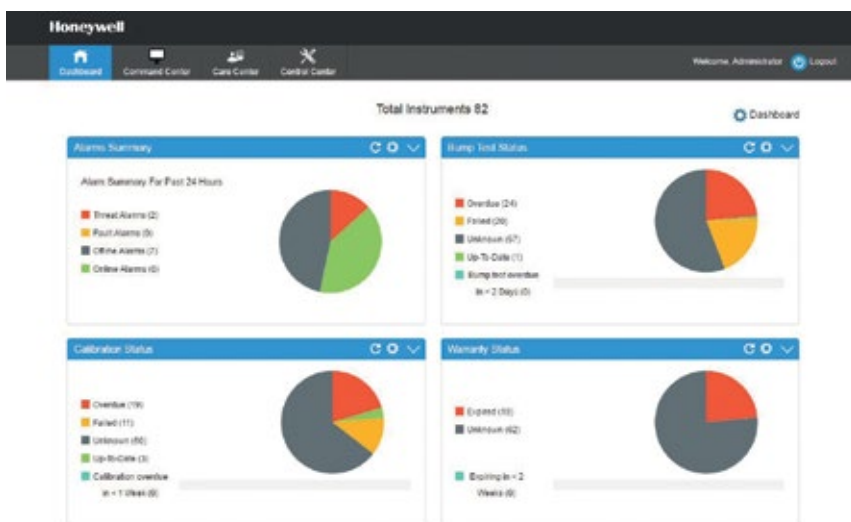 Honeywell
Dashboard
Command Center
Care Center
Control Center
Welcome, Administrator
Logout
Total Instruments 82
Dashboard
Alarms Summary
Alarm Summary For Past 24 Hours
Threat Alarms (2)
Fault Alarms (0)
Offline Alarms (7)
Online Alarms
Bump Test Status
Overdue (24)
Failed (20)
Unknown (57)
Up-To-Date (1)
Bump test overdue
in < 2 Days (0)
Calibration Status
Overdue (19)
Failed (11)
Unknown
Up-To-Date (3)
Calibration overdue
in < 1 Week (0)
Warranty Status
Expired
Unknown (62)
Expiring in < 2
Weeks (0)